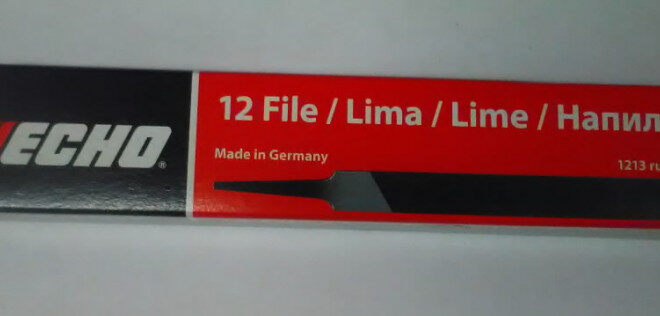 ECHO
12 File / Lima / Lime / Напил
Made in Germany
1213 ru